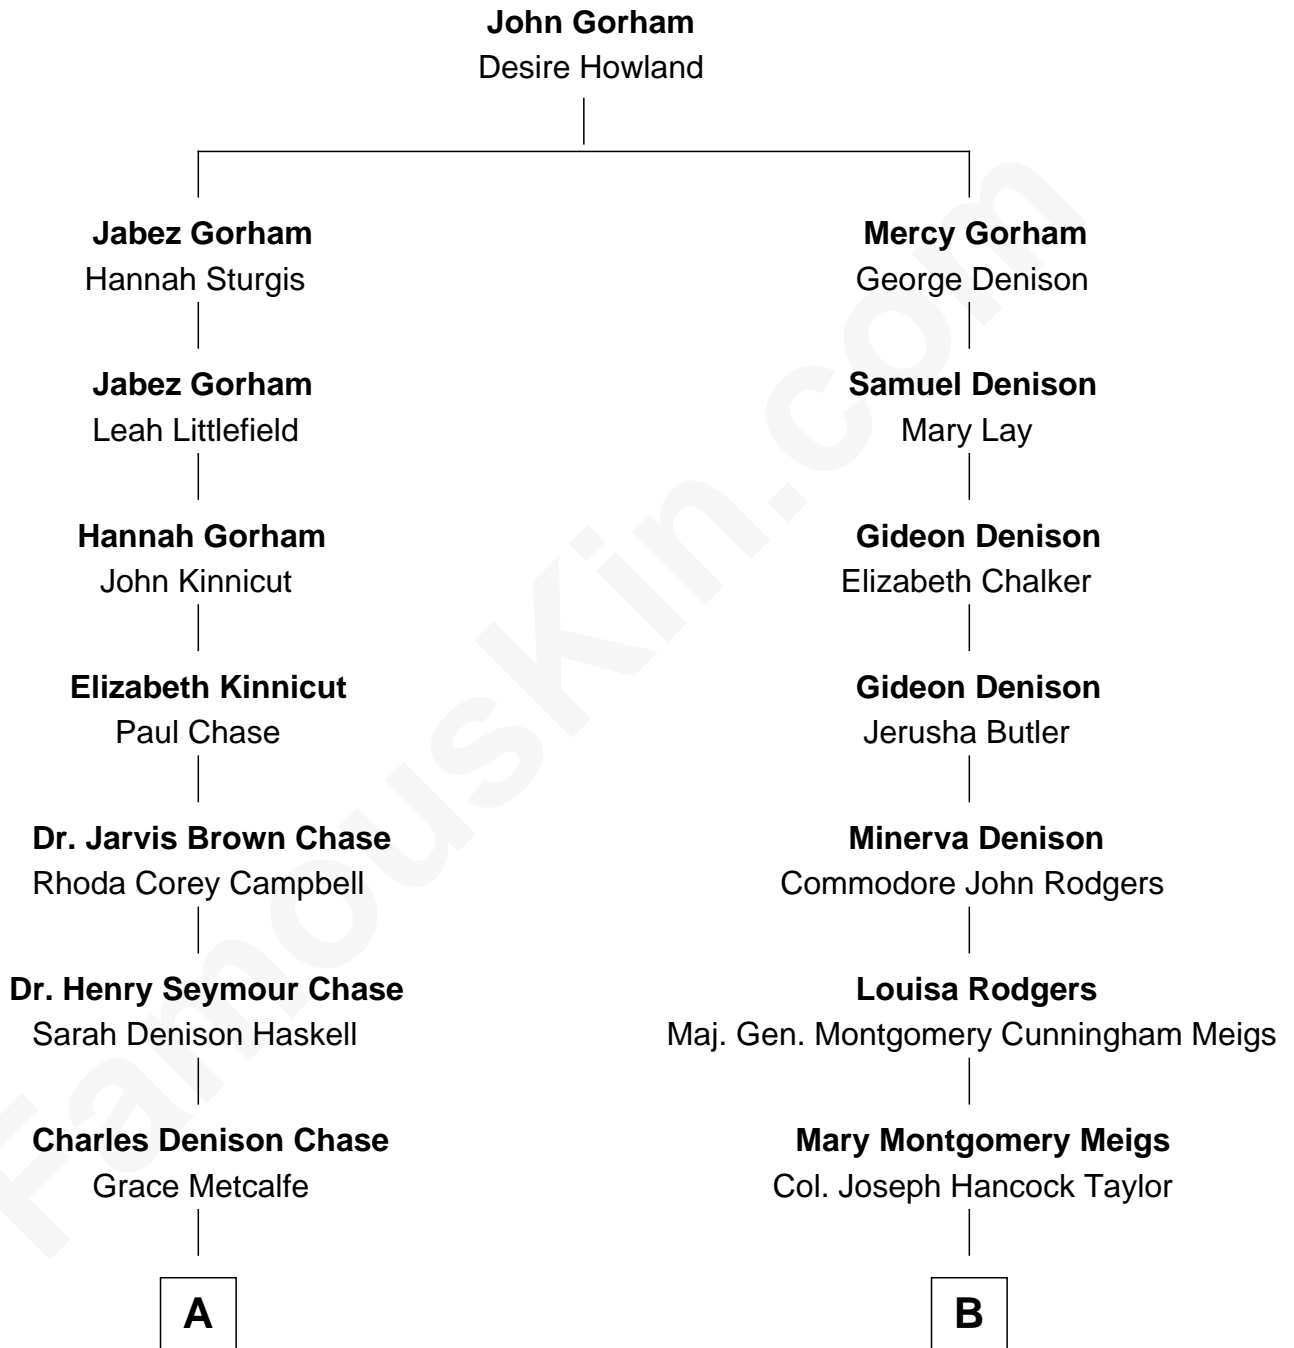 John Gorham
Desire Howland
Jabez Gorham
Hannah Sturgis
Mercy Gorham
George Denison
Jabez Gorham
Leah Littlefield
Samuel Denison
Mary Lay
Hannah Gorham
John Kinnicut
Gideon Denison
Elizabeth Chalker
Elizabeth Kinnicut
Paul Chase
Gideon Denison
Jerusha Butler
Dr. Jarvis Brown Chase
Rhoda Corey Campbell
Minerva Denison
Commodore John Rodgers
Dr. Henry Seymour Chase
Sarah Denison Haskell
Louisa Rodgers
Maj. Gen. Montgomery Cunningham Meigs
Charles Denison Chase
Grace Metcalfe
Mary Montgomery Meigs
Col. Joseph Hancock Taylor
A
B
FamousKin.com